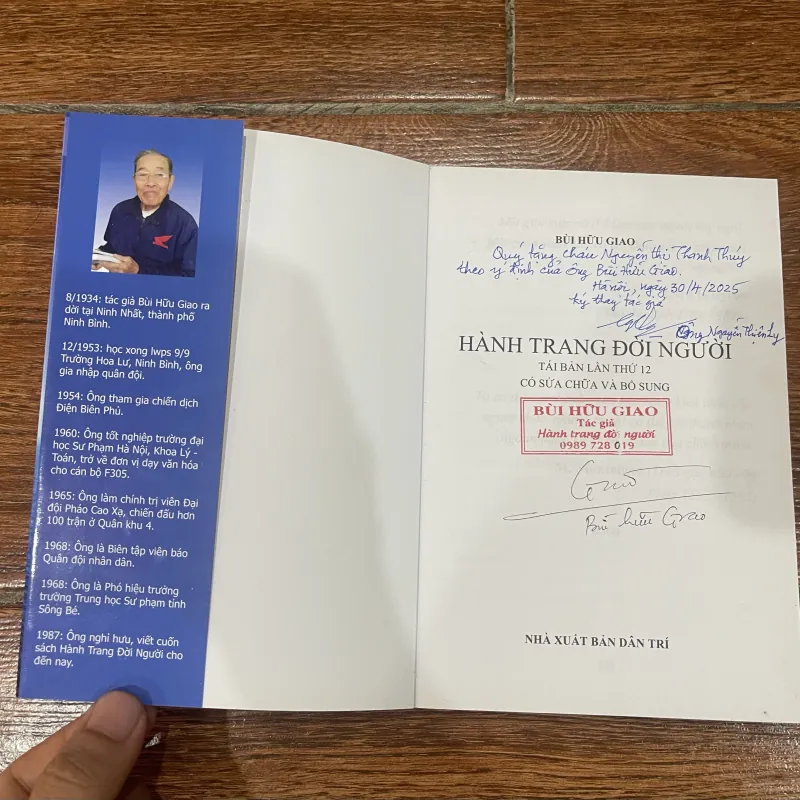 8/1934: tác giả Bùi Hữu Giao ra
dời tại Ninh Nhất, thành phố
Ninh Bình.
12/1953: học xong lwps 9/9
Trường Hoa Lư, Ninh Bình, ông
gia nhập quân đội.
1954: Ông tham gia chiến dịch
Điện Biên Phủ.
1960: Ông tốt nghiệp trường đại
học Sư Phạm Hà Nội, Khoa Lý -
Toán, trở về đơn vị dạy văn hóa
cho cán bộ F305.
1965: Ông làm chính trị viên Đại
đội Pháo Cao Xạ, chiến đấu hơn
100 trận ở Quân khu 4.
1968: Ông là Biên tập viên báo
Quân đội nhân dân.
1968: Ông là Phó hiệu trưởng
trường Trung học Sư phạm tỉnh
Sông Bé.
1987: Ông nghỉ hưu, viết cuốn
sách Hành Trang Đời Người cho
đến nay.
BÙI HỮU GIAO
Quý tặng cháu Nguyễn thị Thanh Thúy
theo ý định của ông Bùi Hữu Giao.
Hà nội, ngày 30/4/2025
ký thay tác giả
Nguyễn Thiện Ly
HÀNH TRANG ĐỜI NGƯỜI
TÁI BẢN LẦN THỨ 12
CÓ SỬA CHỮA VÀ BỔ SUNG
BÙI HỮU GIAO
Tác giả
Hành trang đờ người
0989 728 019
Giao
Bùi hữu Giao
NHÀ XUẤT BẢN DÂN TRÍ